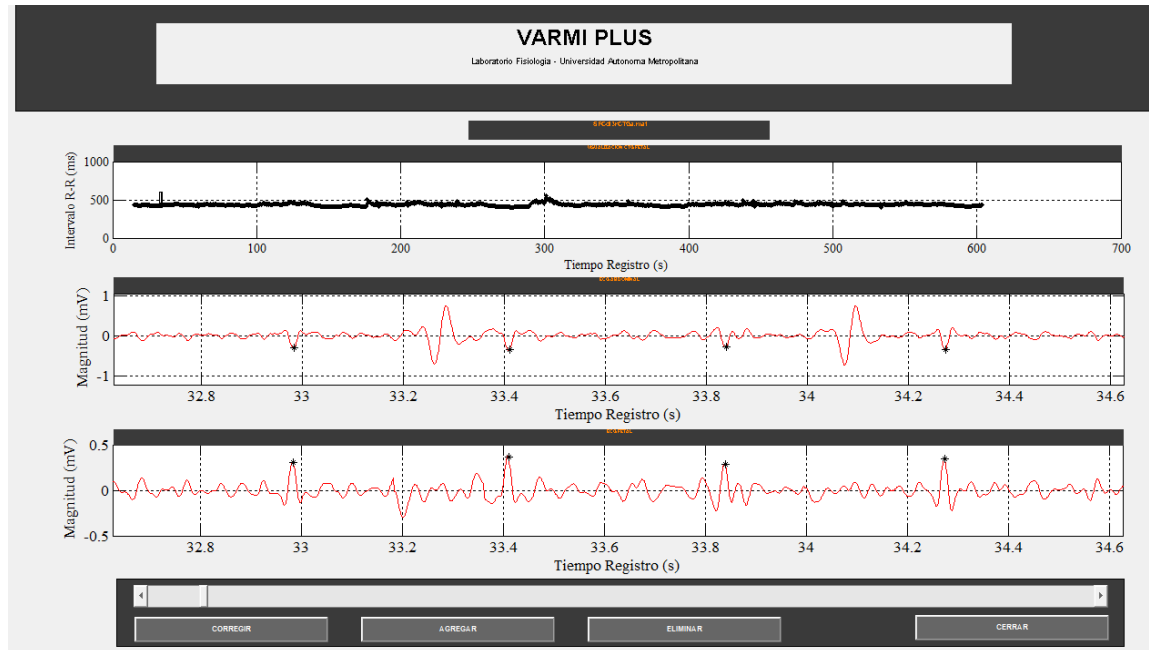 VARMI PLUS
Laboratorio Fisiologia - Universidad Autonoma Metropolitana
Intervalo R-R (ms)
1000
500
0
0 100 200 300 400 500 600 700
Tiempo Registro (s)
ECG ABDOMINAL
Magnitud (mV)
1
0
-1
32.8 33 33.2 33.4 33.6 33.8 34 34.2 34.4 34.6
Tiempo Registro (s)
ECG FETAL
Magnitud (mV)
0.5
0
-0.5
32.8 33 33.2 33.4 33.6 33.8 34 34.2 34.4 34.6
Tiempo Registro (s)
CORREGIR AGREGAR ELIMINAR CERRAR